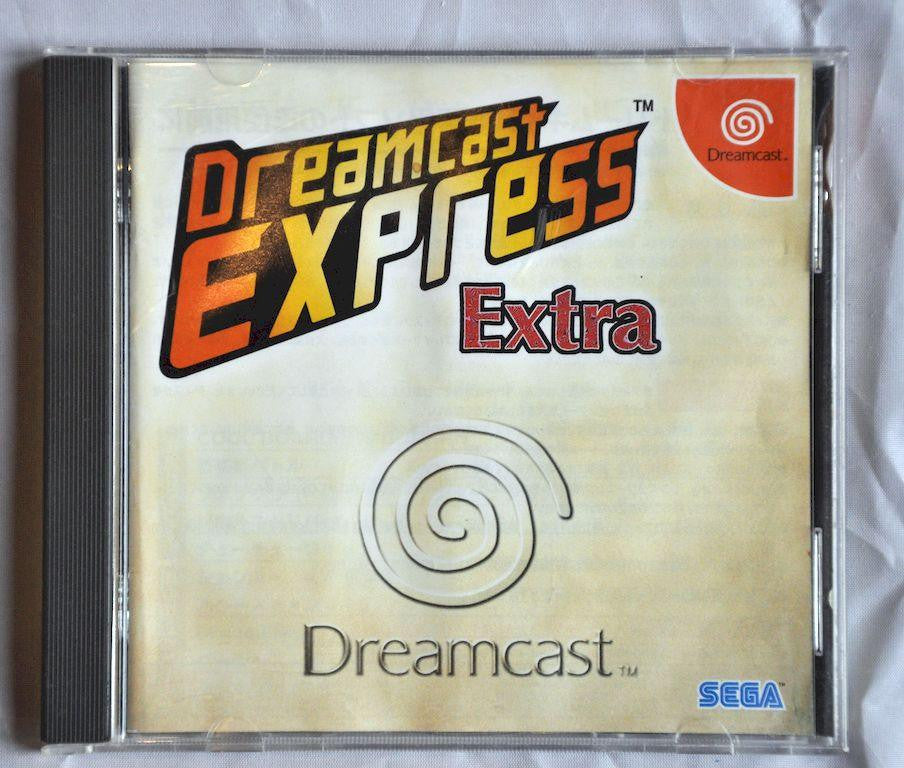 Dreamcast
Express
TM
Extra
Dreamcast
Dreamcast TM
SEGA